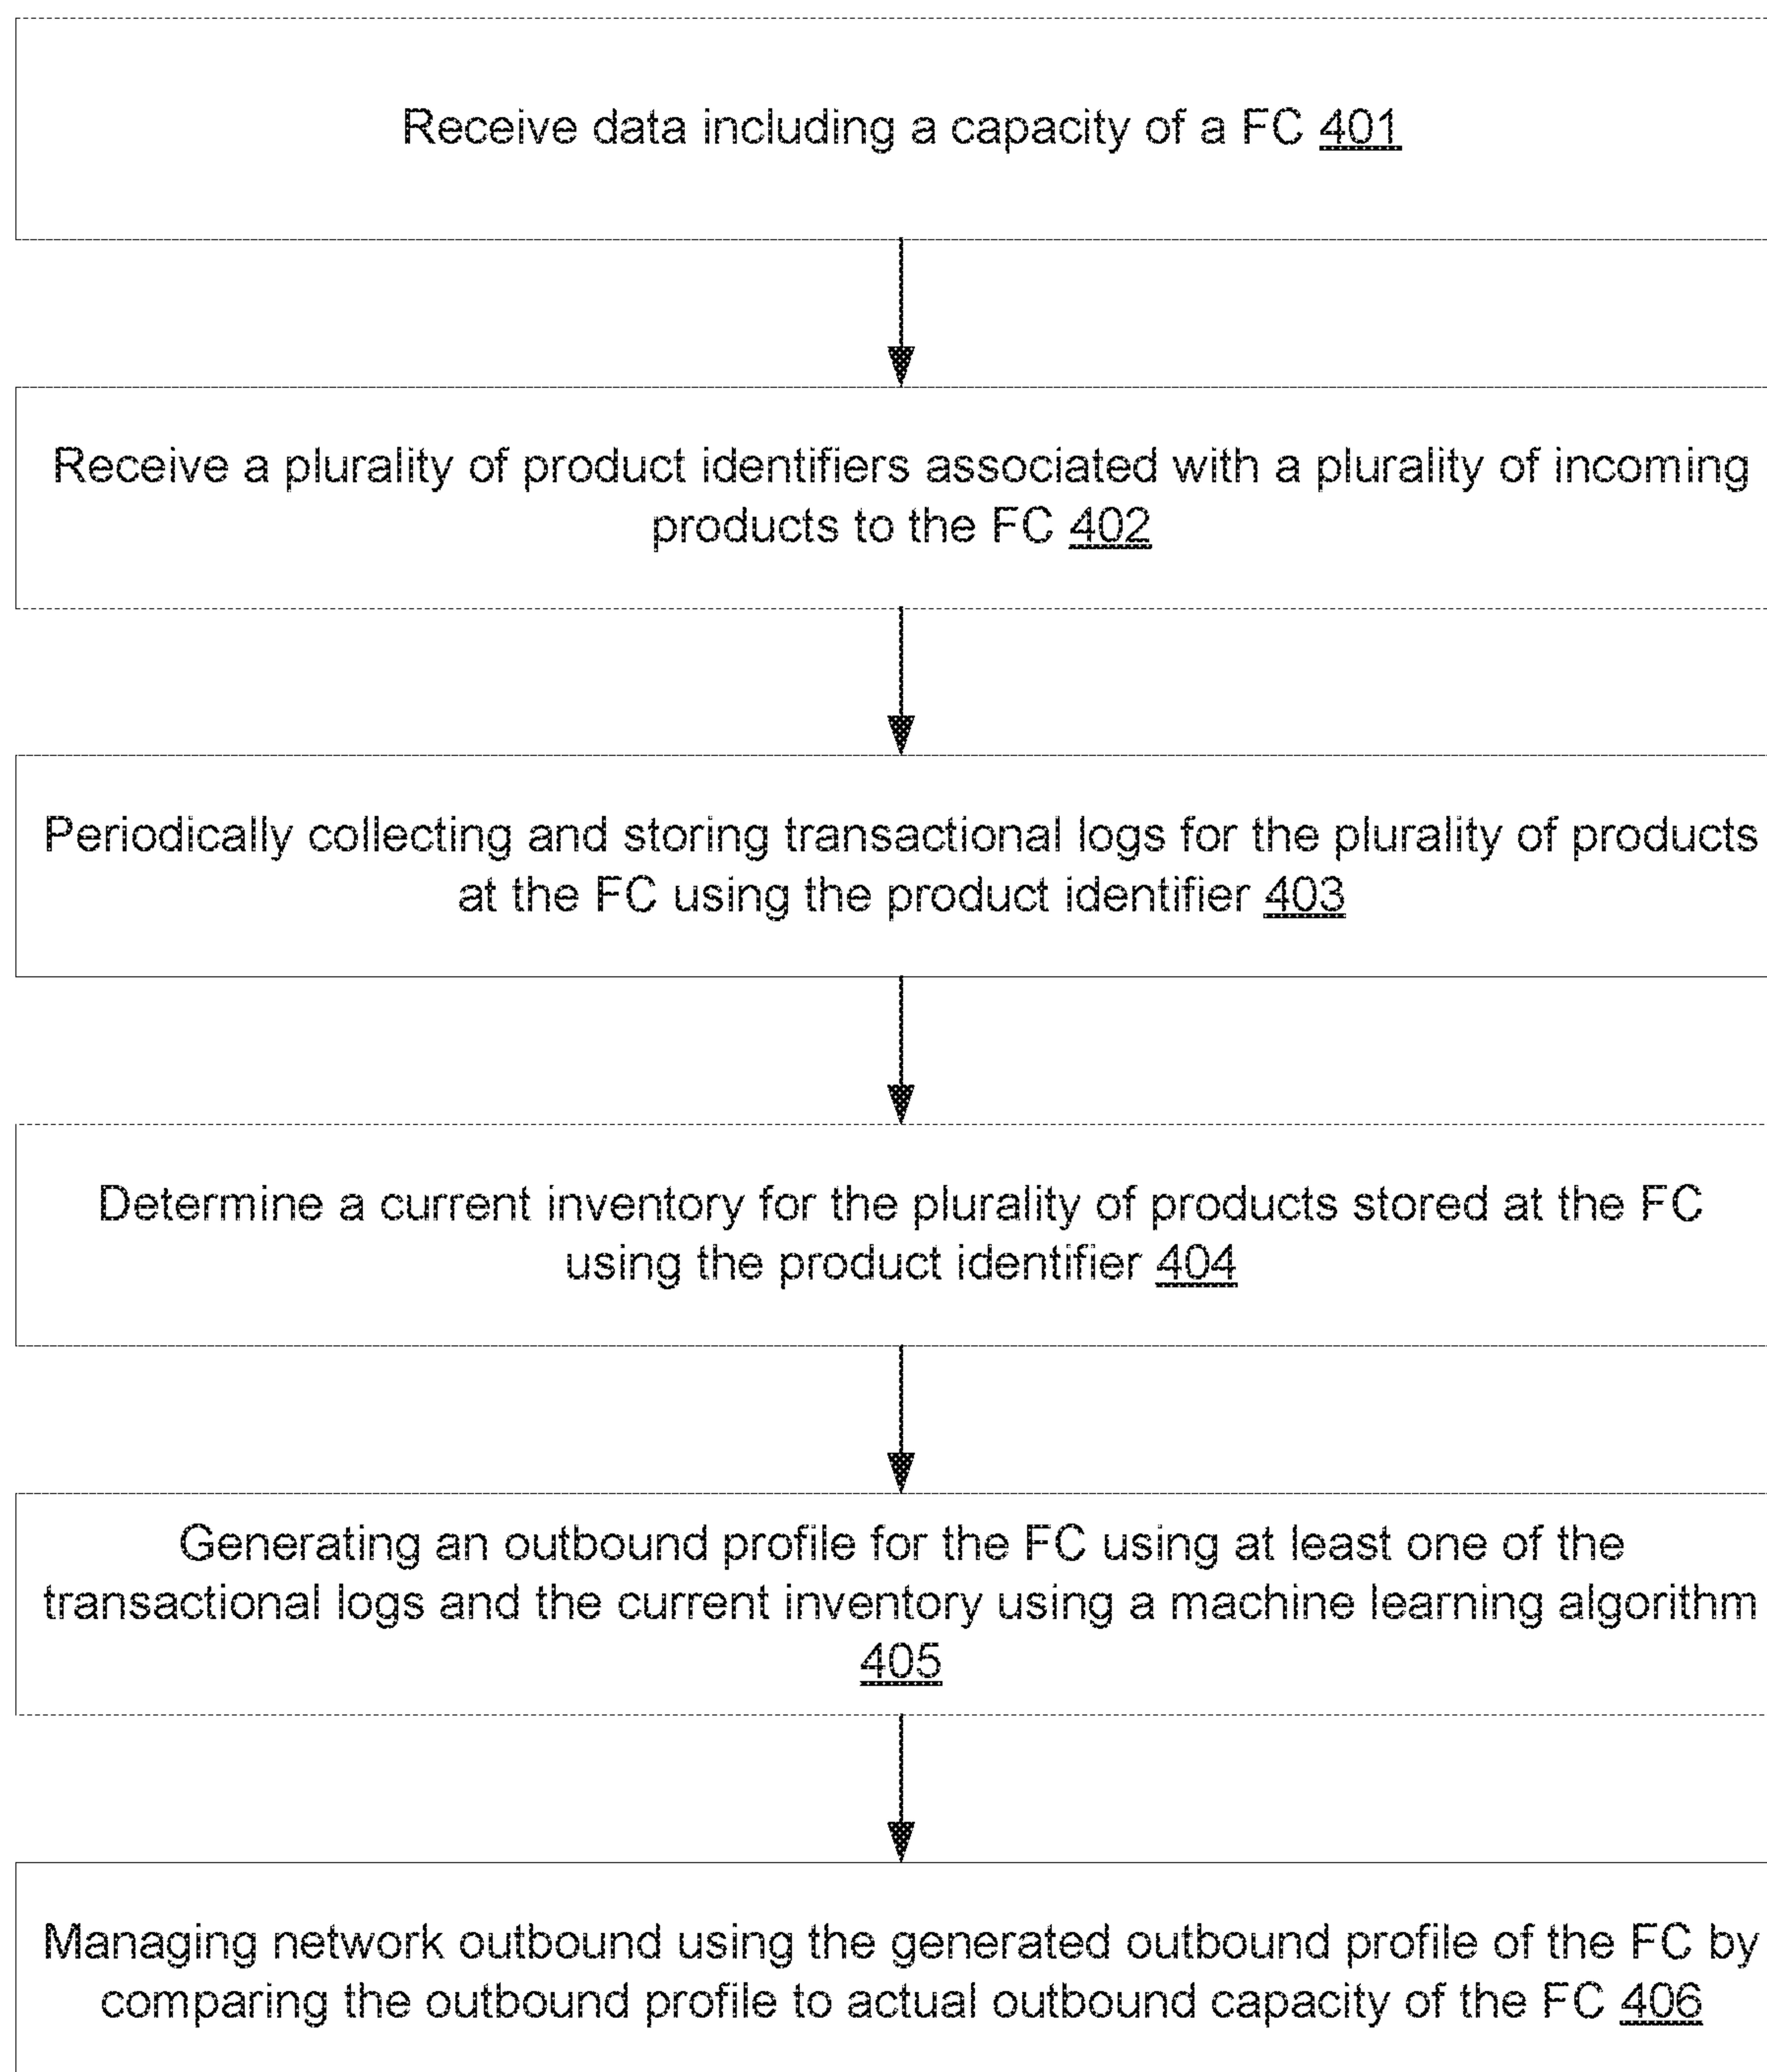 Receive data including a capacity of a FC 401
Receive a plurality of product identifiers associated with a plurality of incoming
products to the FC 402
Periodically collecting and storing transactional logs for the plurality of products
at the FC using the product identifier 403
Determine a current inventory for the plurality of products stored at the FC
using the product identifier 404
Generating an outbound profile for the FC using at least one of the
transactional logs and the current inventory using a machine learning algorithm
405
Managing network outbound using the generated outbound profile of the FC by
comparing the outbound profile to actual outbound capacity of the FC 406